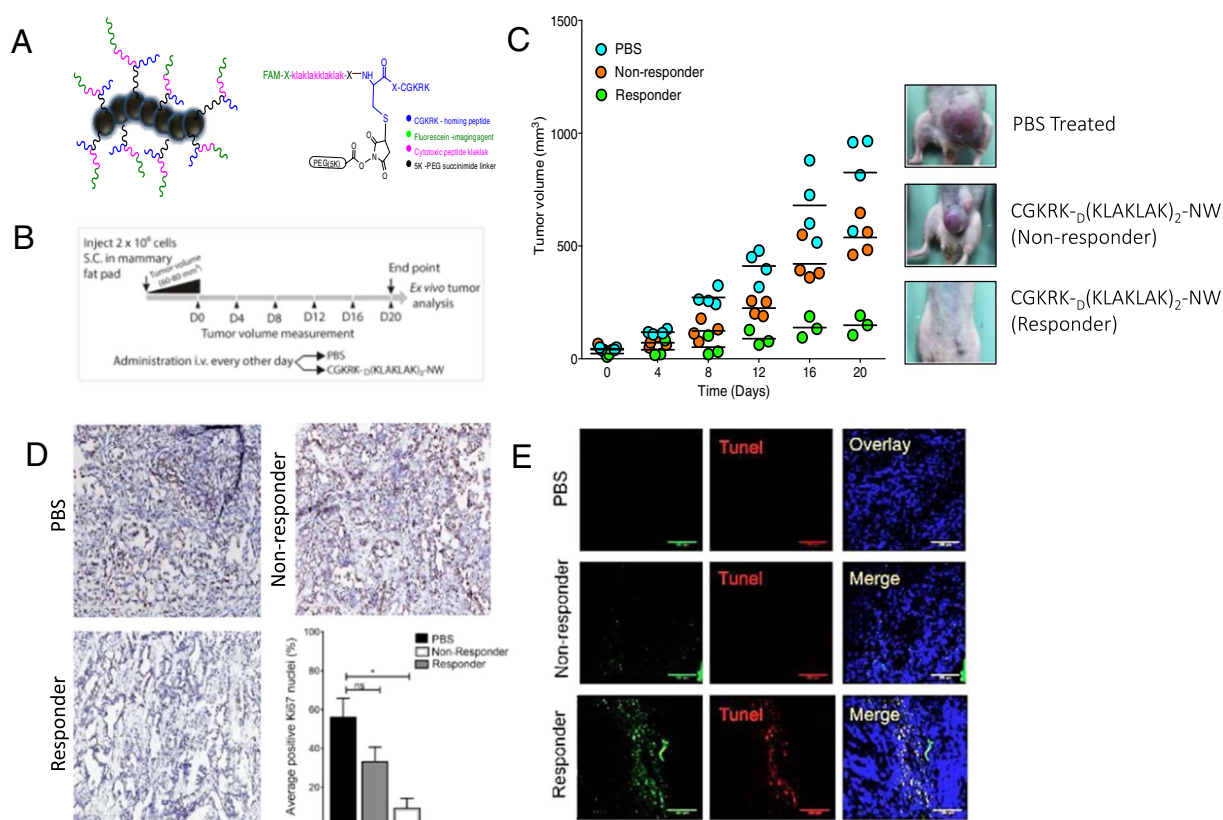 A
FAM-X-klaklakklaklak-X-NH
O
X-CGKRK
S
O
N
O
O
O
PEG(5K)
CGKRK - homing peptide
Fluorescein -imaging agent
Cytotoxic peptide klaklak
5K -PEG succinimide linker
B
Inject 2 x 10⁶ cells
S.C. in mammary
fat pad
Tumor volume
(60-80 mm³)
End point
Ex vivo tumor
analysis
D0 D4 D8 D12 D16 D20
Tumor volume measurement
Administration i.v. every other day
PBS
CGKRK-D(KLAKLAK)2-NW
C
PBS
Non-responder
Responder
Tumor volume (mm³)
1500
1000
500
0
0 4 8 12 16 20
Time (Days)
PBS Treated
CGKRK-D(KLAKLAK)2-NW
(Non-responder)
CGKRK-D(KLAKLAK)2-NW
(Responder)
D
PBS
Non-responder
Responder
Average positive Ki67 nuclei (%)
100
80
60
40
20
PBS
Non-Responder
Responder
*
ns
E
PBS
Tunel
Overlay
Non-responder
Tunel
Merge
Responder
Tunel
Merge